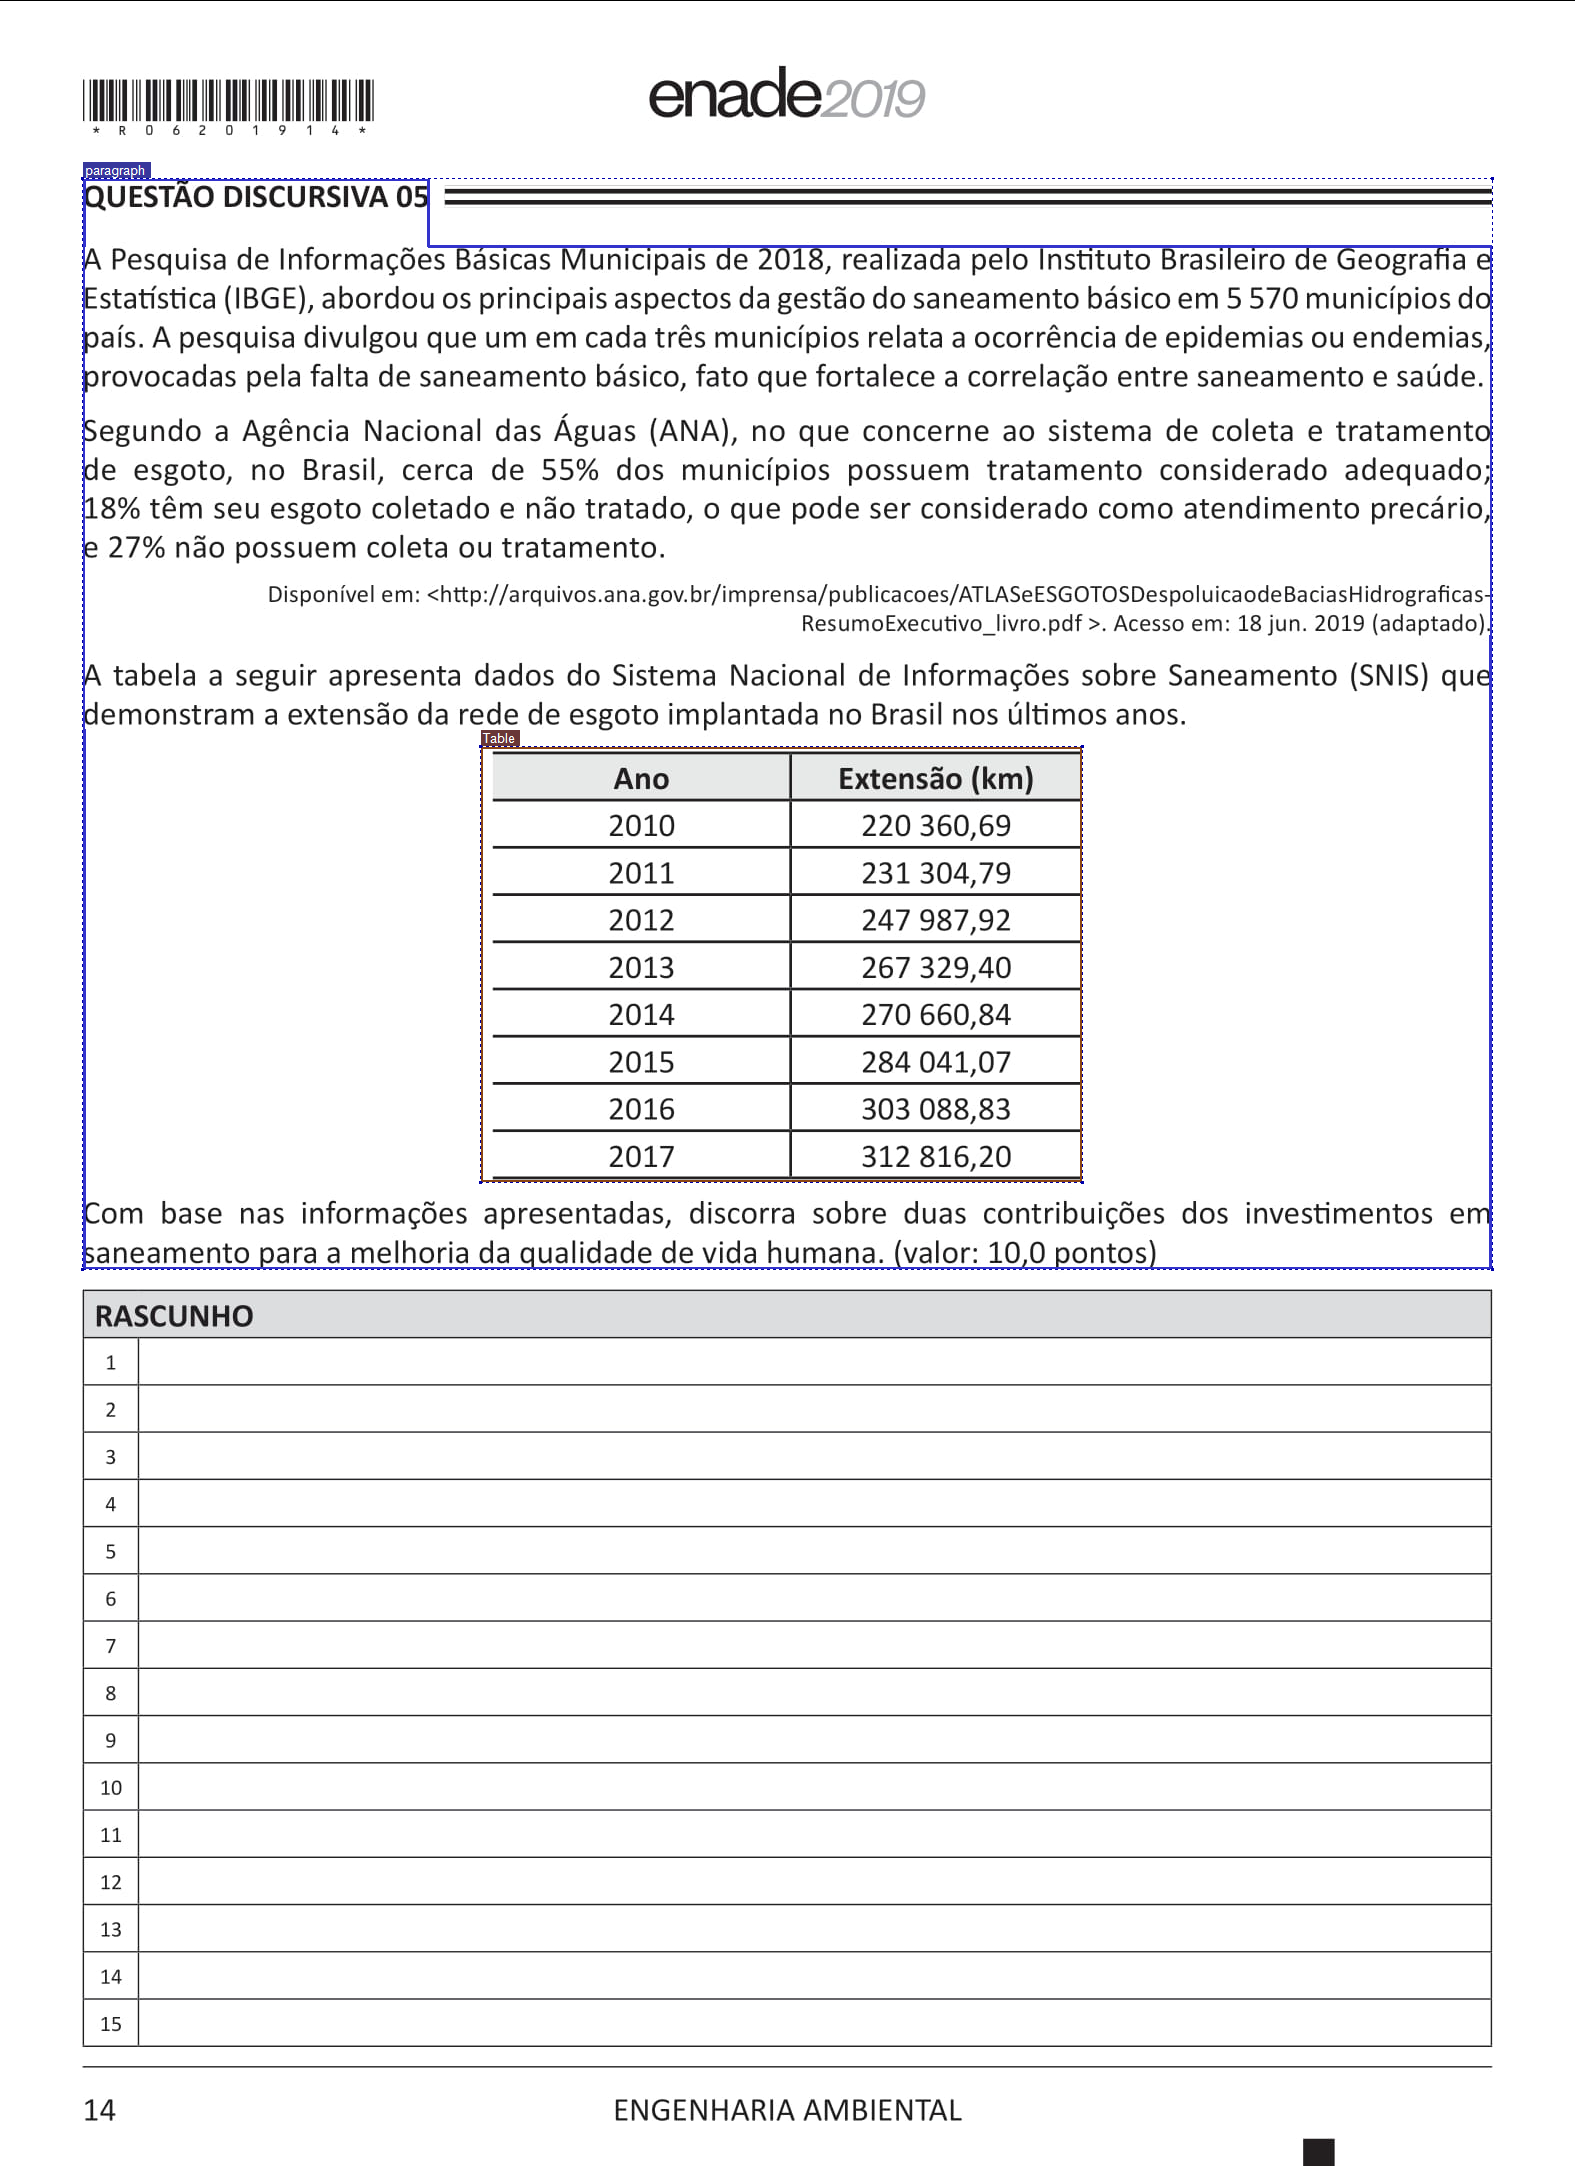 *R06201914*
enade2019
paragraph
QUESTÃO DISCURSIVA 05
A Pesquisa de Informações Básicas Municipais de 2018, realizada pelo Instituto Brasileiro de Geografia e
Estatística (IBGE), abordou os principais aspectos da gestão do saneamento básico em 5 570 municípios do
país. A pesquisa divulgou que um em cada três municípios relata a ocorrência de epidemias ou endemias,
provocadas pela falta de saneamento básico, fato que fortalece a correlação entre saneamento e saúde.
Segundo a Agência Nacional das Águas (ANA), no que concerne ao sistema de coleta e tratamento
de esgoto, no Brasil, cerca de 55% dos municípios possuem tratamento considerado adequado;
18% têm seu esgoto coletado e não tratado, o que pode ser considerado como atendimento precário,
e 27% não possuem coleta ou tratamento.
Disponível em: <http://arquivos.ana.gov.br/imprensa/publicacoes/ATLASeESGOTOSDespoluicaodeBaciasHidrograficas-
ResumoExecutivo_livro.pdf >. Acesso em: 18 jun. 2019 (adaptado).
A tabela a seguir apresenta dados do Sistema Nacional de Informações sobre Saneamento (SNIS) que
demonstram a extensão da rede de esgoto implantada no Brasil nos últimos anos.
Table
Ano Extensão (km)
2010 220 360,69
2011 231 304,79
2012 247 987,92
2013 267 329,40
2014 270 660,84
2015 284 041,07
2016 303 088,83
2017 312 816,20
Com base nas informações apresentadas, discorra sobre duas contribuições dos investimentos em
saneamento para a melhoria da qualidade de vida humana. (valor: 10,0 pontos)
RASCUNHO
1
2
3
4
5
6
7
8
9
10
11
12
13
14
15
14 ENGENHARIA AMBIENTAL